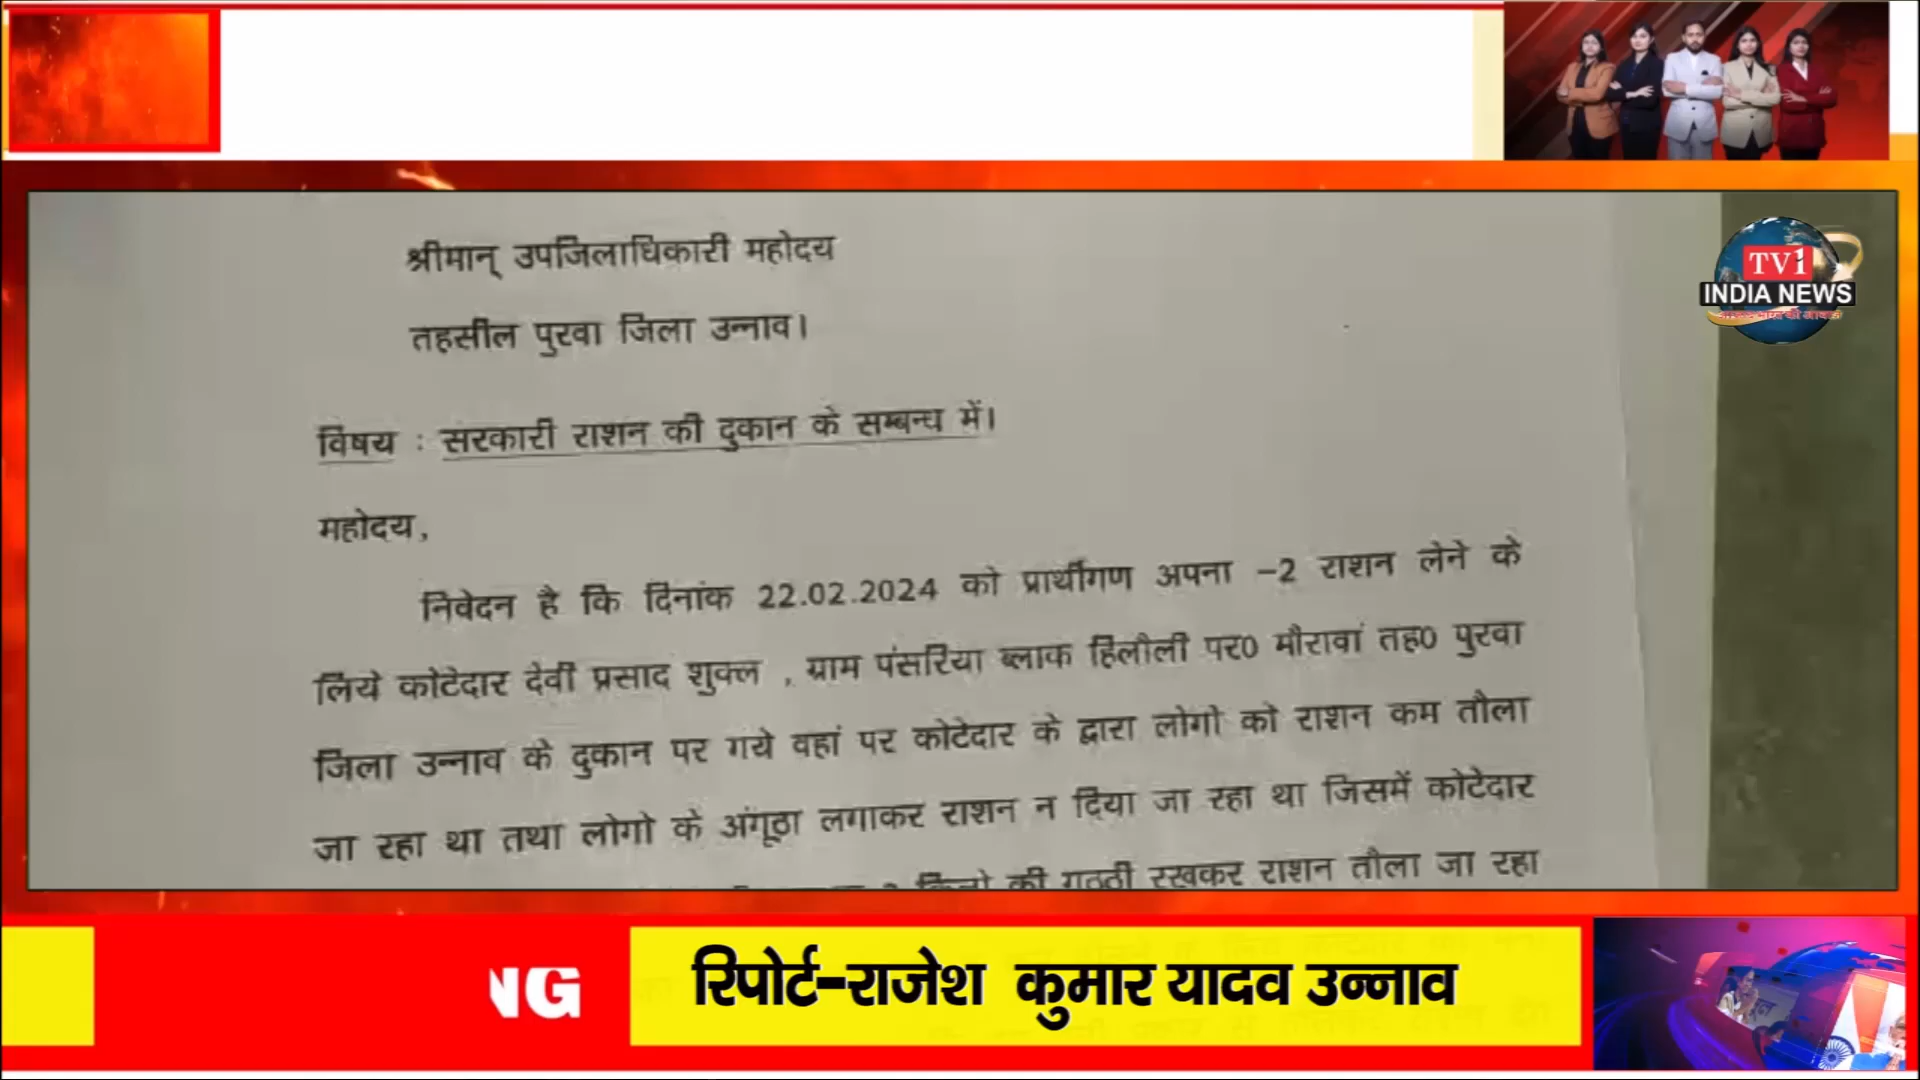 श्रीमान् उपजिलाधिकारी महोदय
तहसील पुरवा जिला उन्नाव।
विषय : सरकारी राशन की दुकान के सम्बन्ध में।
महोदय,
निवेदन है कि दिनांक 22.02.2024 को प्रार्थीगण अपना -2 राशन लेने के
लिये कोटेदार देवी प्रसाद शुक्ल , ग्राम पंसरिया ब्लाक हिलौली पर0 मौरावां तह0 पुरवा
जिला उन्नाव के दुकान पर गये वहां पर कोटेदार के द्वारा लोगो को राशन कम तौला
जा रहा था तथा लोगो के अंगूठा लगाकर राशन न दिया जा रहा था जिसमें कोटेदार
की गठ्ठी रखकर राशन तौला जा रहा
TV1
INDIA NEWS
NG
रिपोर्ट-राजेश कुमार यादव उन्नाव